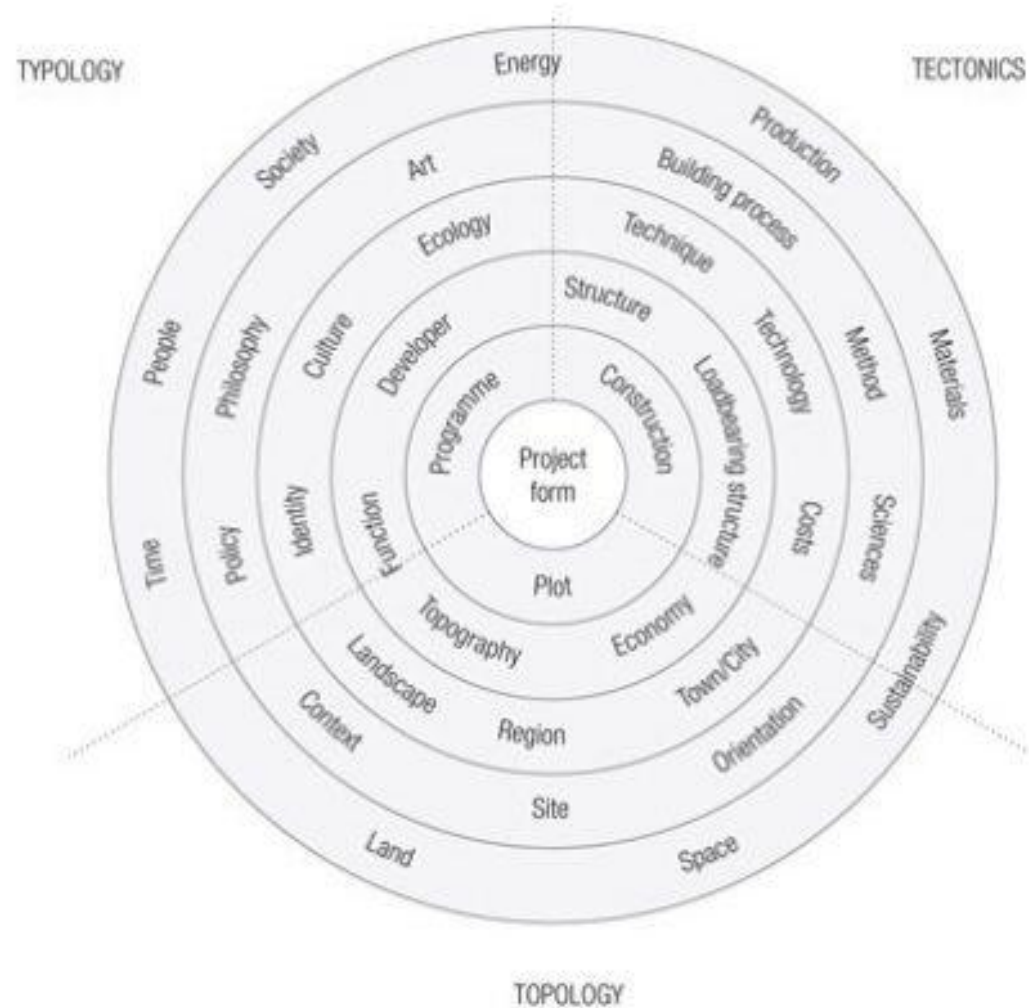 TYPOLOGY
TECTONICS
Energy
Production
Materials
Sustainability
Space
Land
Time
People
Society
Art
Building process
Method
Sciences
Orientation
Site
Context
Policy
Philosophy
Ecology
Technique
Technology
Costs
Town/City
Region
Landscape
Identity
Culture
Developer
Structure
Loadbearing structure
Economy
Topography
Function
Programme
Construction
Plot
Project
form
TOPOLOGY